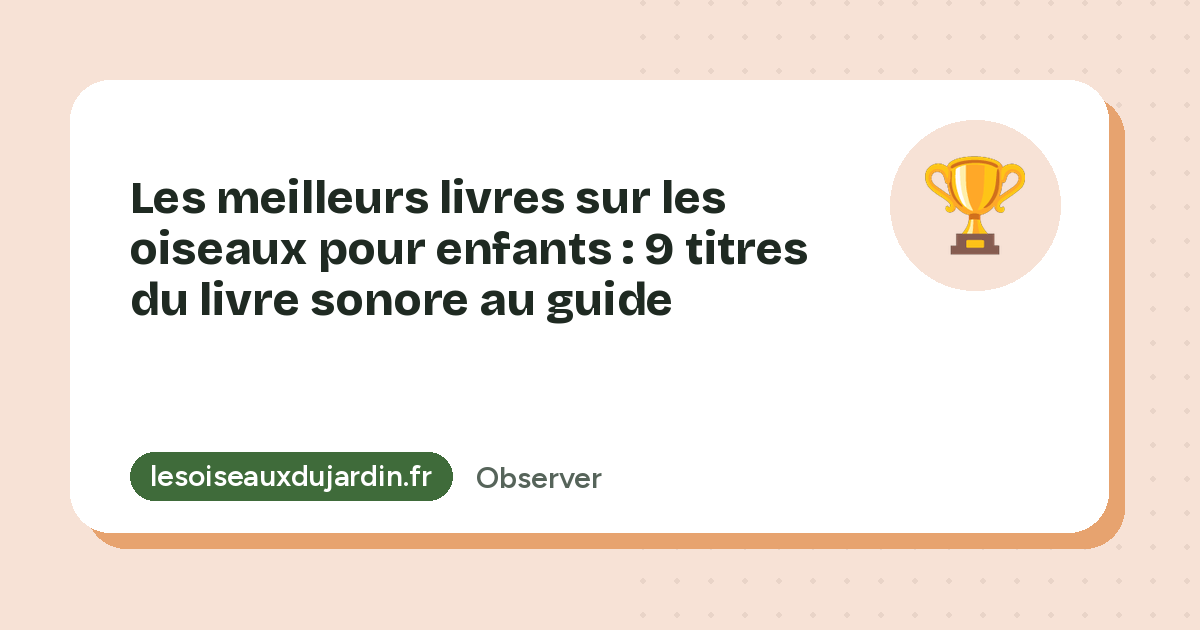 Les meilleurs livres sur les
oiseaux pour enfants : 9 titres
du livre sonore au guide
lesoiseauxdujardin.fr
Observer